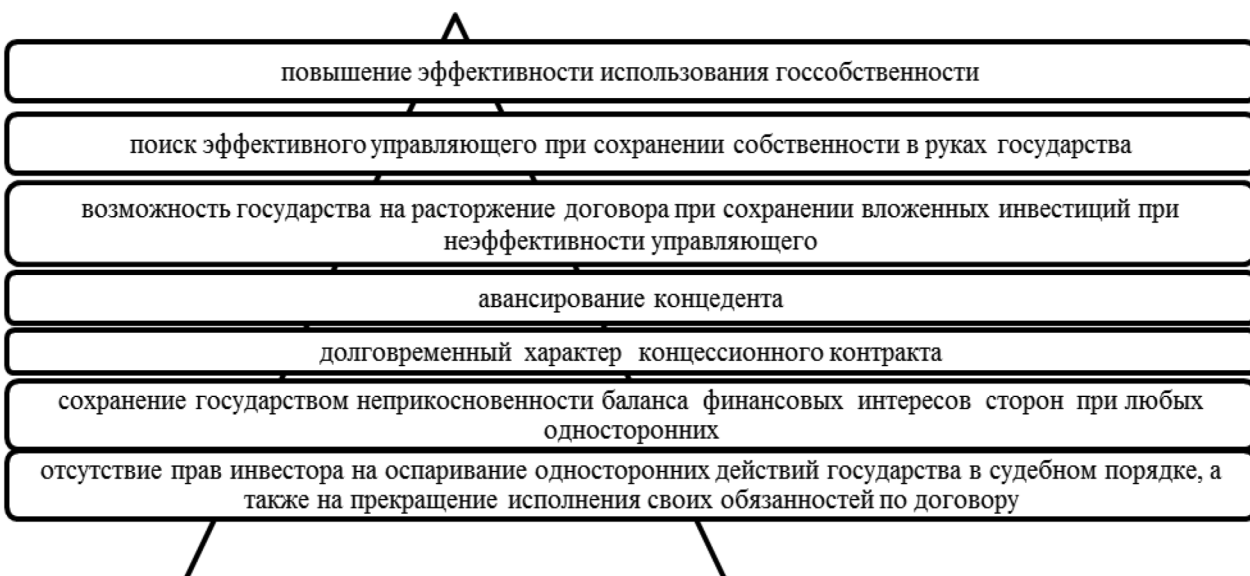 повышение эффективности использования госсобственности
поиск эффективного управляющего при сохранении собственности в руках государства
возможность государства на расторжение договора при сохранении вложенных инвестиций при
неэффективности управляющего
авансирование концедента
долговременный характер концессионного контракта
сохранение государством неприкосновенности баланса финансовых интересов сторон при любых
односторонних
отсутствие прав инвестора на оспаривание односторонних действий государства в судебном порядке, а
также на прекращение исполнения своих обязанностей по договору